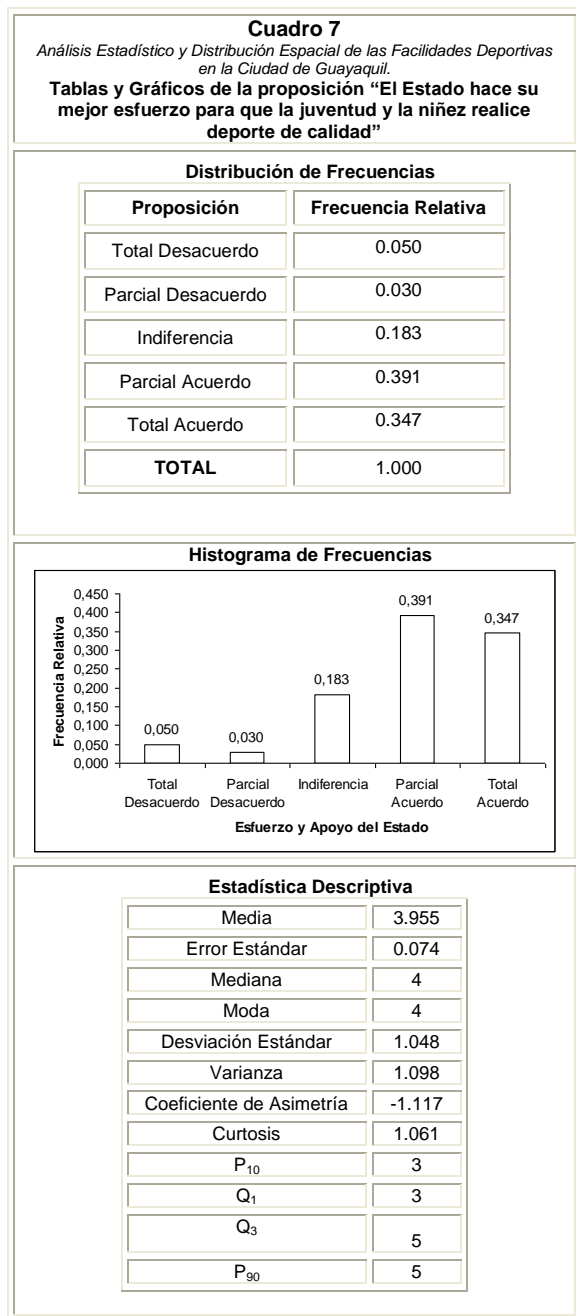 Cuadro 7
Análisis Estadístico y Distribución Espacial de las Facilidades Deportivas
en la Ciudad de Guayaquil.
Tablas y Gráficos de la proposición “El Estado hace su
mejor esfuerzo para que la juventud y la niñez realice
deporte de calidad”
Distribución de Frecuencias
Proposición Frecuencia Relativa
Total Desacuerdo 0.050
Parcial Desacuerdo 0.030
Indiferencia 0.183
Parcial Acuerdo 0.391
Total Acuerdo 0.347
TOTAL 1.000
Histograma de Frecuencias
Frecuencia Relativa
0,450
0,400
0,350
0,300
0,250
0,200
0,150
0,100
0,050
0,000
0,050 0,030 0,183 0,391 0,347
Total Parcial Indiferencia Parcial Total
Desacuerdo Desacuerdo Acuerdo Acuerdo
Esfuerzo y Apoyo del Estado
Estadística Descriptiva
Media 3.955
Error Estándar 0.074
Mediana 4
Moda 4
Desviación Estándar 1.048
Varianza 1.098
Coeficiente de Asimetría -1.117
Curtosis 1.061
P10 3
Q1 3
Q3 5
P90 5